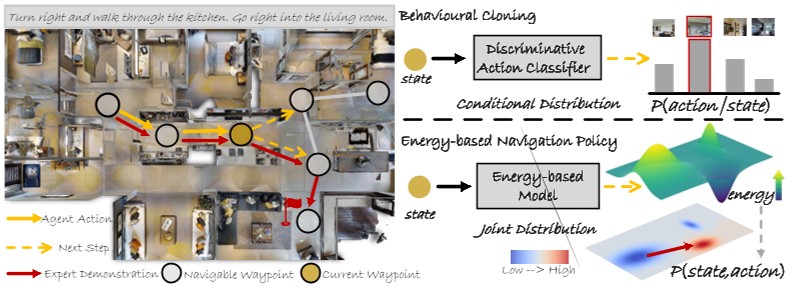 Turn right and walk through the kitchen. Go right into the living room.
Agent Action
Next Step
Expert Demonstration
Navigable Waypoint
Current Waypoint
Behavioural Cloning
state
Discriminative
Action Classifier
Conditional Distribution
P(action/state)
Energy-based Navigation Policy
state
Energy-based
Model
energy
Joint Distribution
Low --> High
P(state,action)